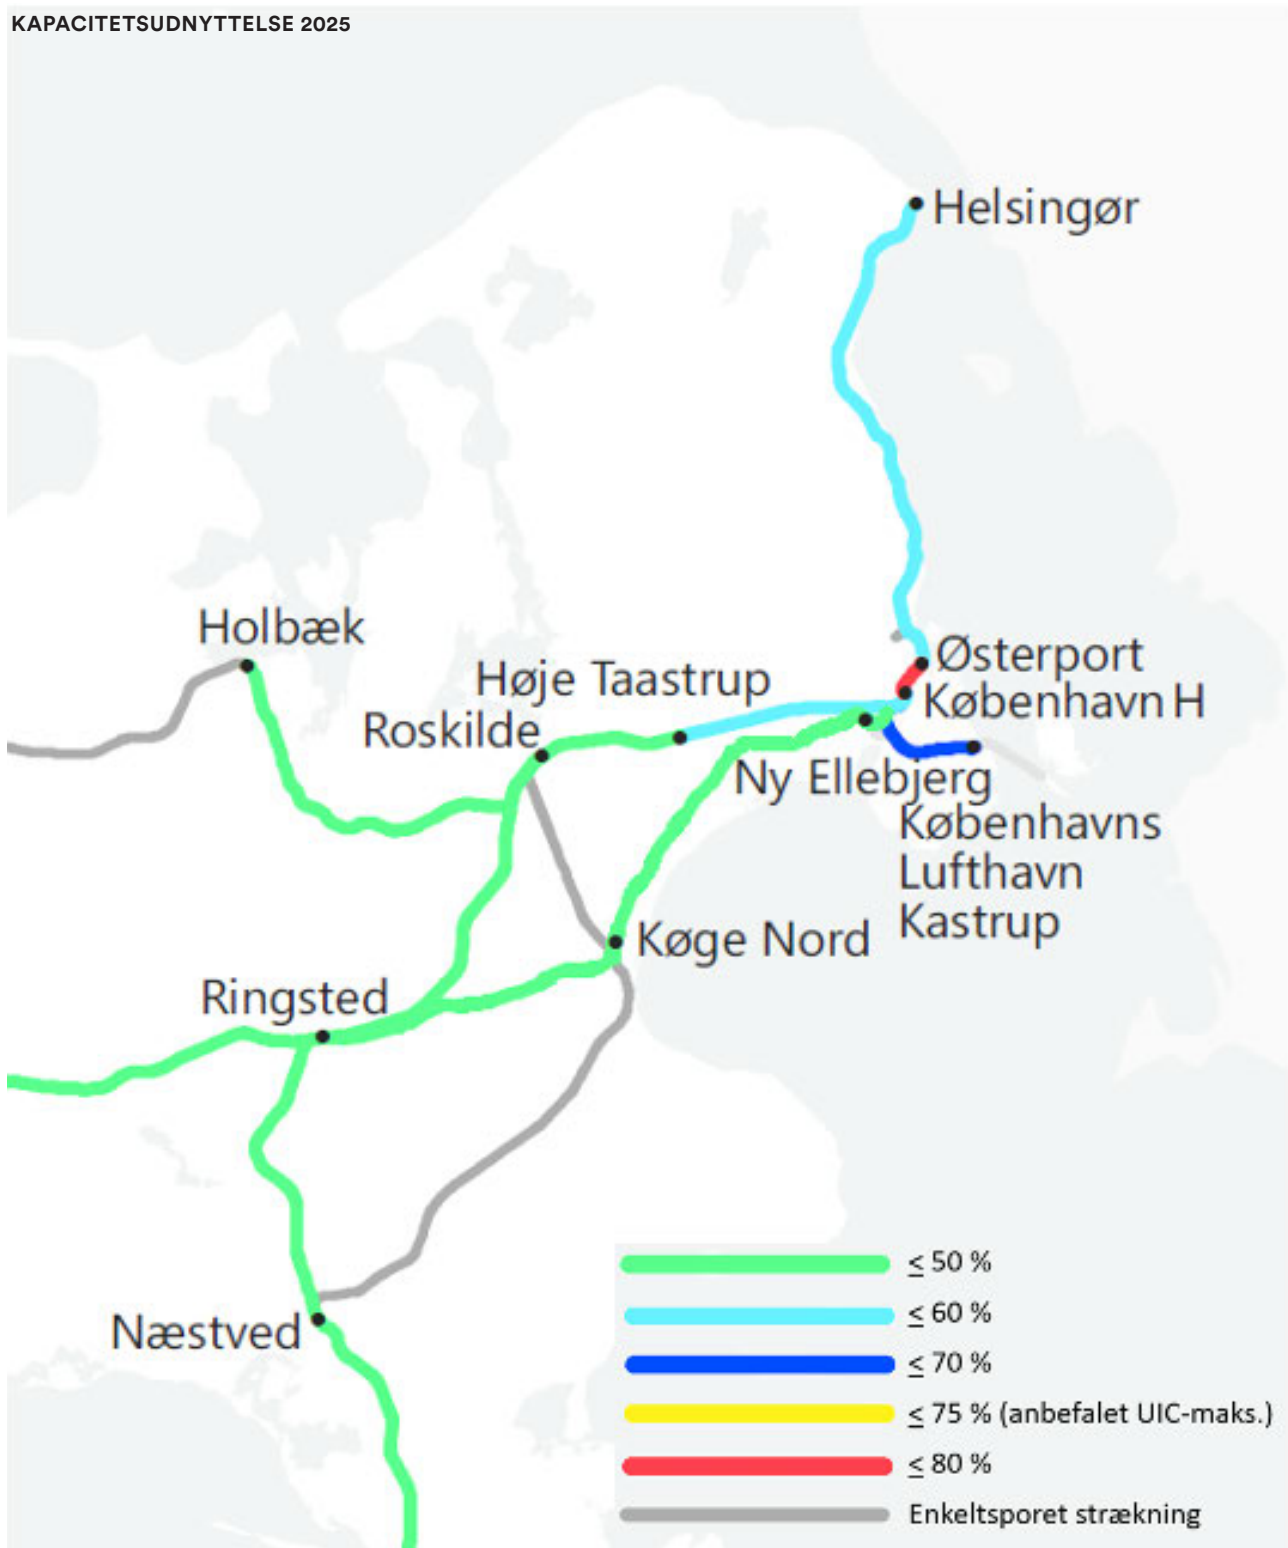 KAPACITETSUDNYTTELSE 2025
Helsingør
Holbæk
Østerport
Høje Taastrup
København H
Roskilde
Ny Ellebjerg
Københavns
Lufthavn
Kastrup
Køge Nord
Ringsted
Næstved
≤ 50 %
≤ 60 %
≤ 70 %
≤ 75 % (anbefalet UIC-maks.)
≤ 80 %
Enkeltsporet strækning